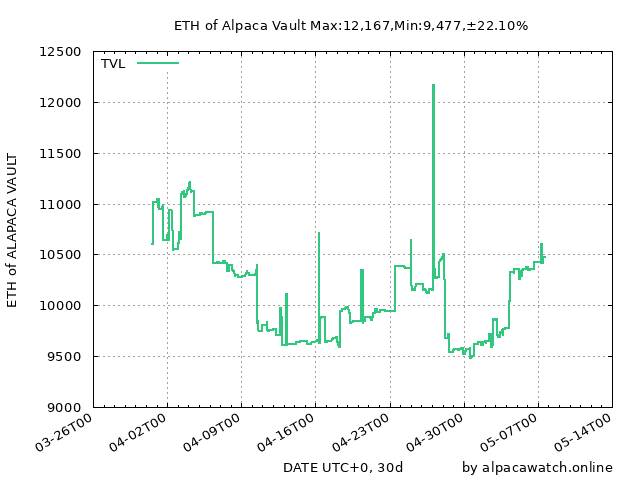 ETH of Alpaca Vault Max:12,167,Min:9,477,±22.10%
TVL
12500
12000
11500
11000
10500
10000
9500
9000
ETH of ALAPACA VAULT
03-26T00
04-02T00
04-09T00
04-16T00
04-23T00
04-30T00
05-07T00
05-14T00
DATE UTC+0, 30d
by alpacawatch.online